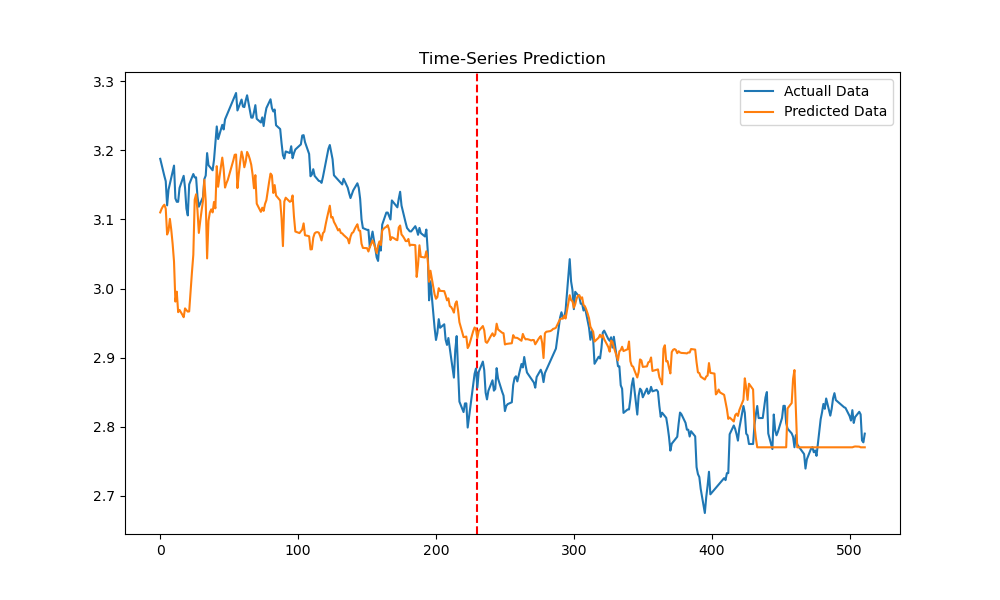 Time-Series Prediction
Actuall Data
Predicted Data
3.3
3.2
3.1
3.0
2.9
2.8
2.7
0 100 200 300 400 500